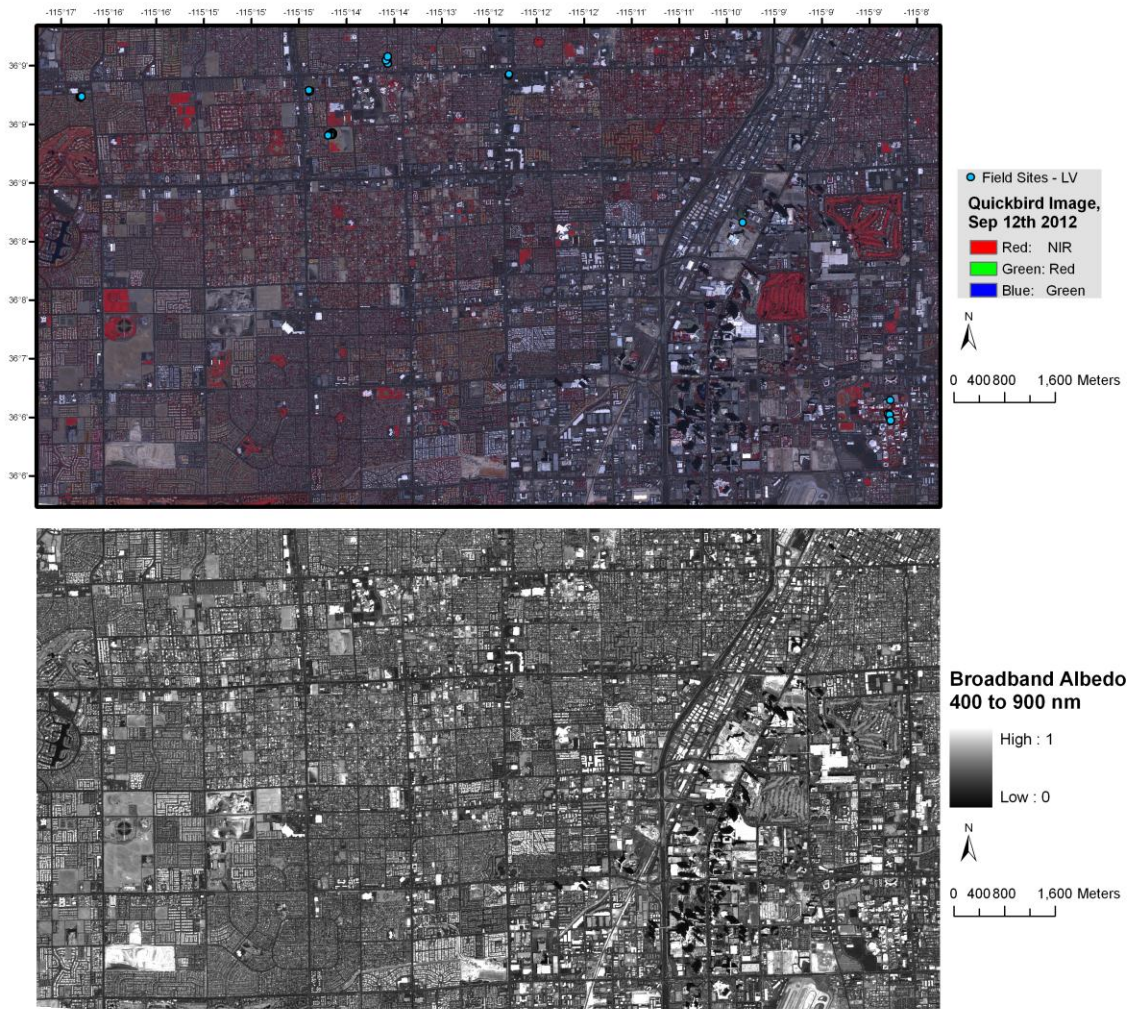 -115°17' -115°16' -115°16' -115°15' -115°15' -115°14' -115°14' -115°13' -115°13' -115°12' -115°12' -115°12' -115°11' -115°11' -115°10' -115°9' -115°9' -115°9' -115°8'
36°9'
36°9'
36°9'
36°8'
36°8'
36°7'
36°6'
36°6'
Field Sites - LV
Quickbird Image,
Sep 12th 2012
Red: NIR
Green: Red
Blue: Green
N
0 400 800 1,600 Meters
Broadband Albedo
400 to 900 nm
High : 1
Low : 0
N
0 400 800 1,600 Meters